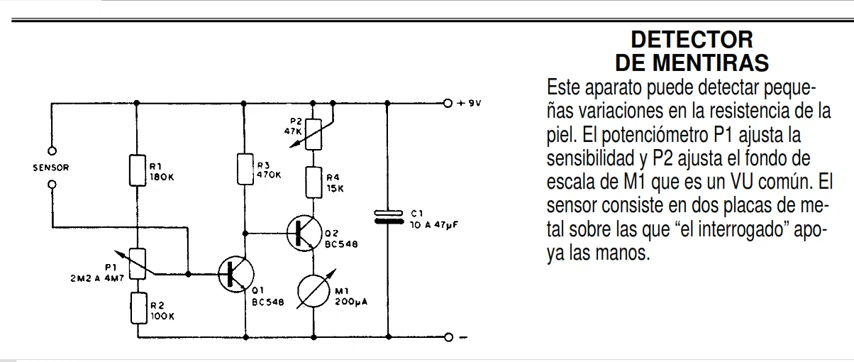 DETECTOR
DE MENTIRAS
Este aparato puede detectar peque-
ñas variaciones en la resistencia de la
piel. El potenciómetro P1 ajusta la
sensibilidad y P2 ajusta el fondo de
escala de M1 que es un VU común. El
sensor consiste en dos placas de me-
tal sobre las que “el interrogado” apo-
ya las manos.
+ 9V
P2
47K
SENSOR
R1
180K
R3
470K
R4
15K
C1
10 A 47µF
Q2
BC548
P1
2M2 A 4M7
Q1
BC548
M1
200µA
R2
100K
–